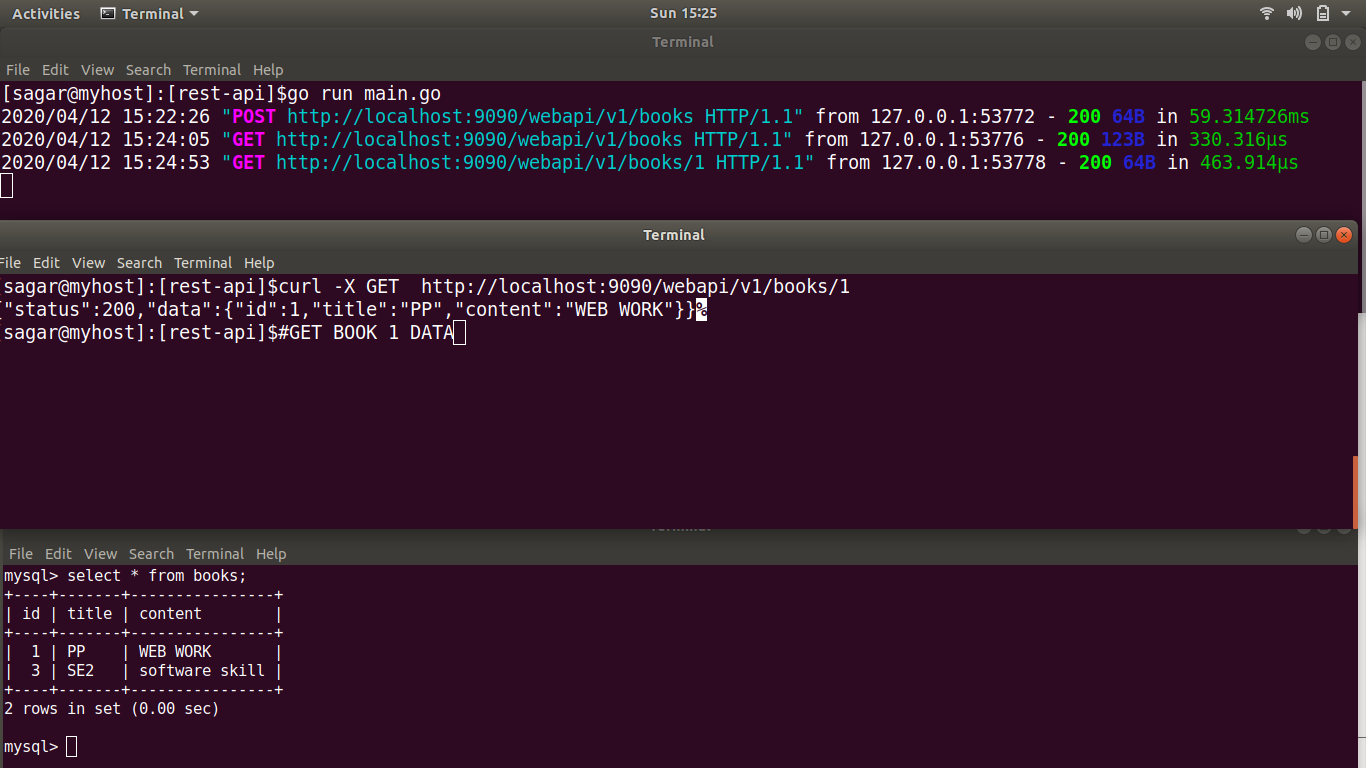 Activities Terminal Sun 15:25
Terminal
File Edit View Search Terminal Help
[sagar@myhost]:[rest-api]$go run main.go
2020/04/12 15:22:26 "POST http://localhost:9090/webapi/v1/books HTTP/1.1" from 127.0.0.1:53772 - 200 64B in 59.314726ms
2020/04/12 15:24:05 "GET http://localhost:9090/webapi/v1/books HTTP/1.1" from 127.0.0.1:53776 - 200 123B in 330.316µs
2020/04/12 15:24:53 "GET http://localhost:9090/webapi/v1/books/1 HTTP/1.1" from 127.0.0.1:53778 - 200 64B in 463.914µs
Terminal
File Edit View Search Terminal Help
[sagar@myhost]:[rest-api]$curl -X GET  http://localhost:9090/webapi/v1/books/1
{"status":200,"data":{"id":1,"title":"PP","content":"WEB WORK"}}%
[sagar@myhost]:[rest-api]$#GET BOOK 1 DATA
Terminal
File Edit View Search Terminal Help
mysql> select * from books;
+----+-------+----------------+
| id | title | content        |
+----+-------+----------------+
|  1 | PP    | WEB WORK       |
|  3 | SE2   | software skill |
+----+-------+----------------+
2 rows in set (0.00 sec)
mysql>